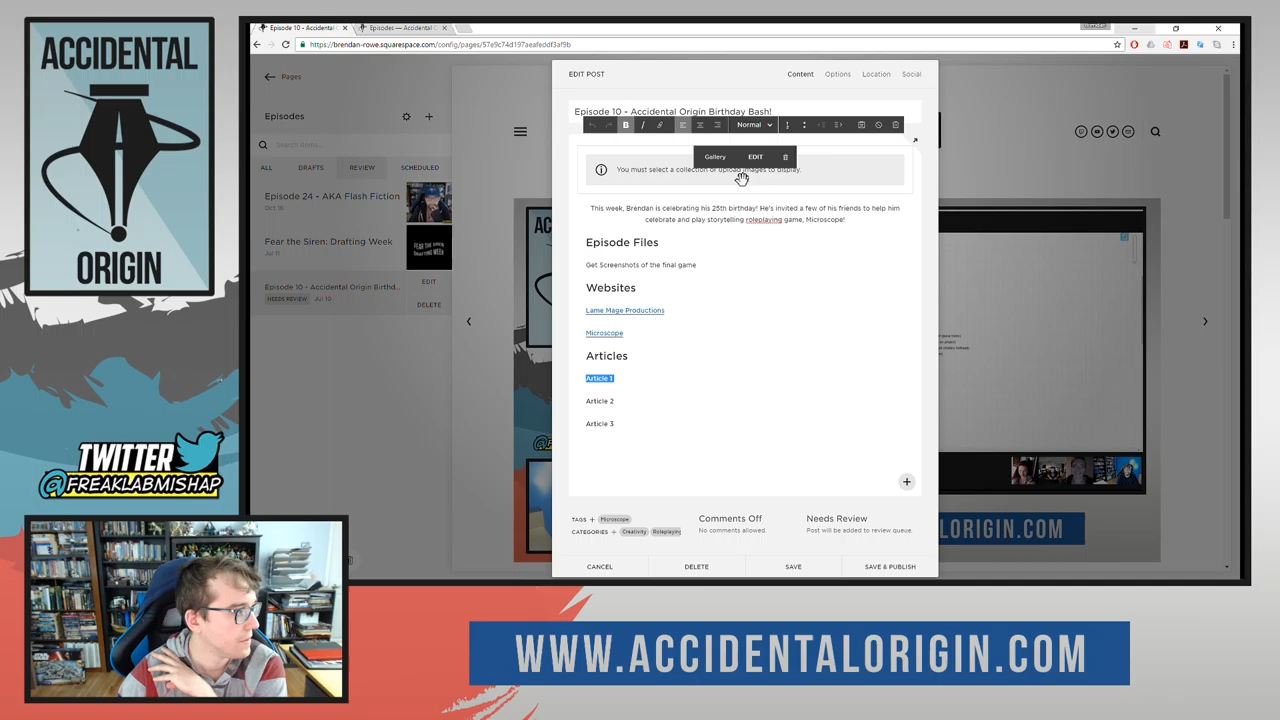 ACCIDENTAL
ORIGIN
TWITTER
@FREAKLABMISHAP
Episode 10 - Accidental
Episodes — Accidental O
https://brendan-rowe.squarespace.com/config/pages/57e9c74d197aeafeddf3af9b
Pages
Episodes
Search items...
ALL
DRAFTS
REVIEW
SCHEDULED
Episode 24 - AKA Flash Fiction
Oct 16
Fear the Siren: Drafting Week
Jul 11
FEAR THE SIREN
Episode 10 - Accidental Origin Birthd...
EDIT
NEEDS REVIEW
Jul 10
DELETE
EDIT POST
Content
Options
Location
Social
Episode 10 - Accidental Origin Birthday Bash!
B
I
Normal
Gallery
EDIT
You must select a collection or upload images to display.
This week, Brendan is celebrating his 25th birthday! He's invited a few of his friends to help him
celebrate and play storytelling roleplaying game, Microscope!
Episode Files
Get Screenshots of the final game
Websites
Lame Mage Productions
Microscope
Articles
Article 1
Article 2
Article 3
TAGS + Microscope
CATEGORIES + Creativity Roleplaying
Comments Off
No comments allowed.
Needs Review
Post will be added to review queue.
CANCEL
DELETE
SAVE
SAVE & PUBLISH
LORIGIN.COM
WWW.ACCIDENTALORIGIN.COM